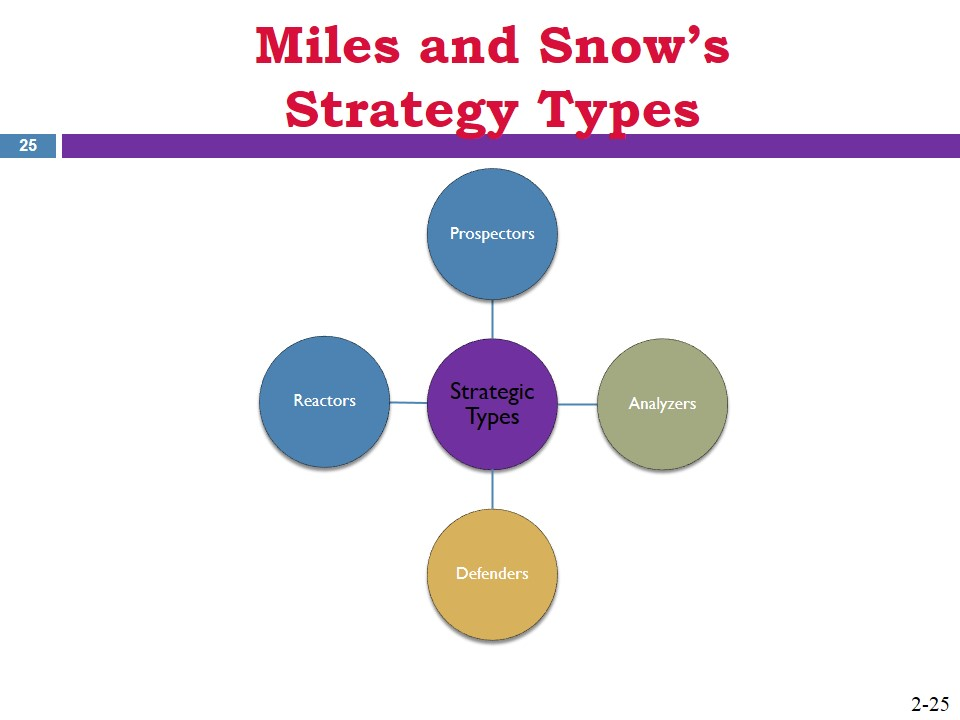 Miles and Snow’s
Strategy Types
25
Prospectors
Reactors
Strategic
Types
Analyzers
Defenders
2-25